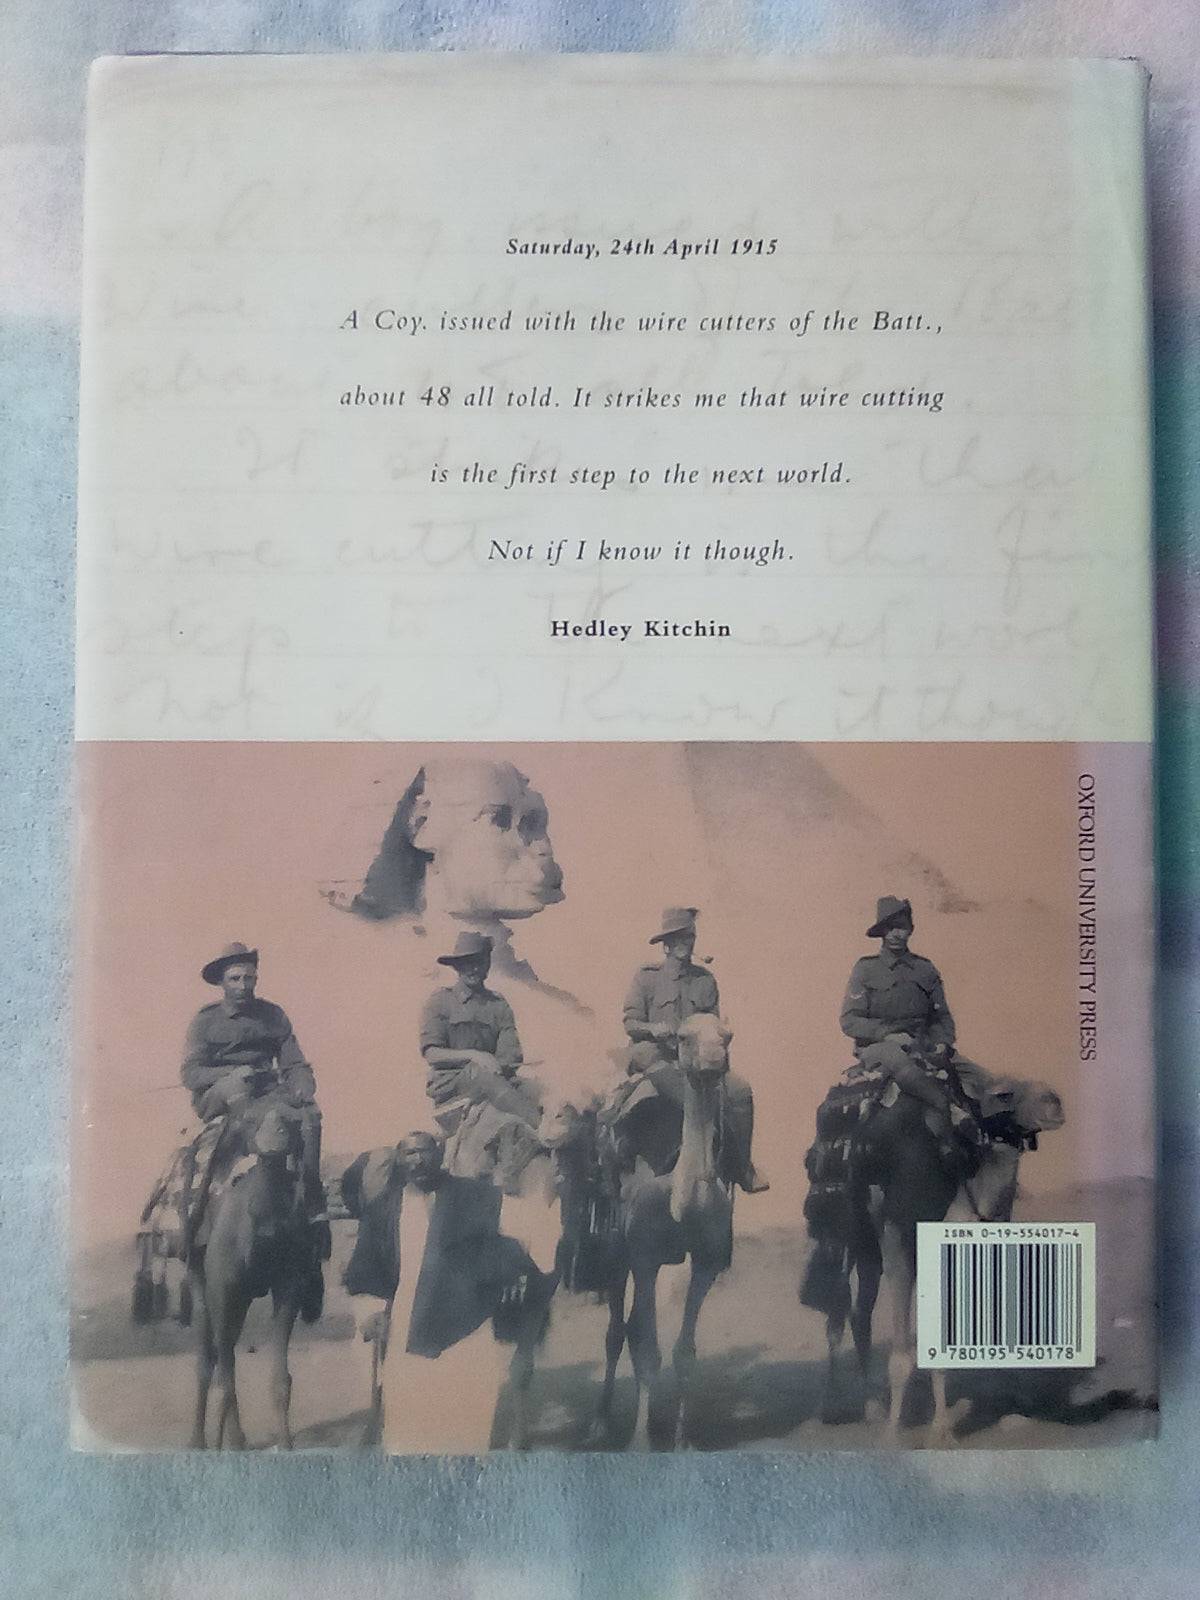 Saturday, 24th April 1915
A Coy. issued with the wire cutters of the Batt.,
about 48 all told. It strikes me that wire cutting
is the first step to the next world.
Not if I know it though.
Hedley Kitchin
OXFORD UNIVERSITY PRESS
ISBN 0-19-554017-4
9 780195 540178